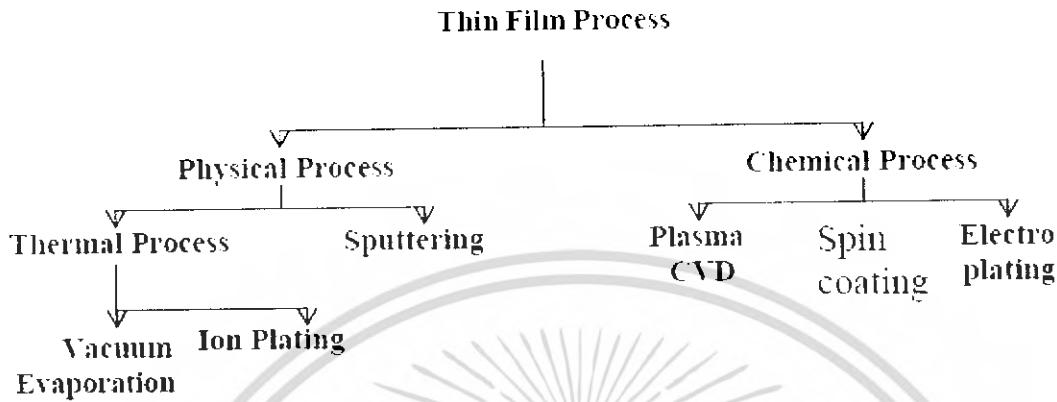 Thin Film Process
Physical Process
Chemical Process
Thermal Process
Sputtering
Plasma
CVD
Spin
coating
Electro
plating
Vacuum
Evaporation
Ion Plating